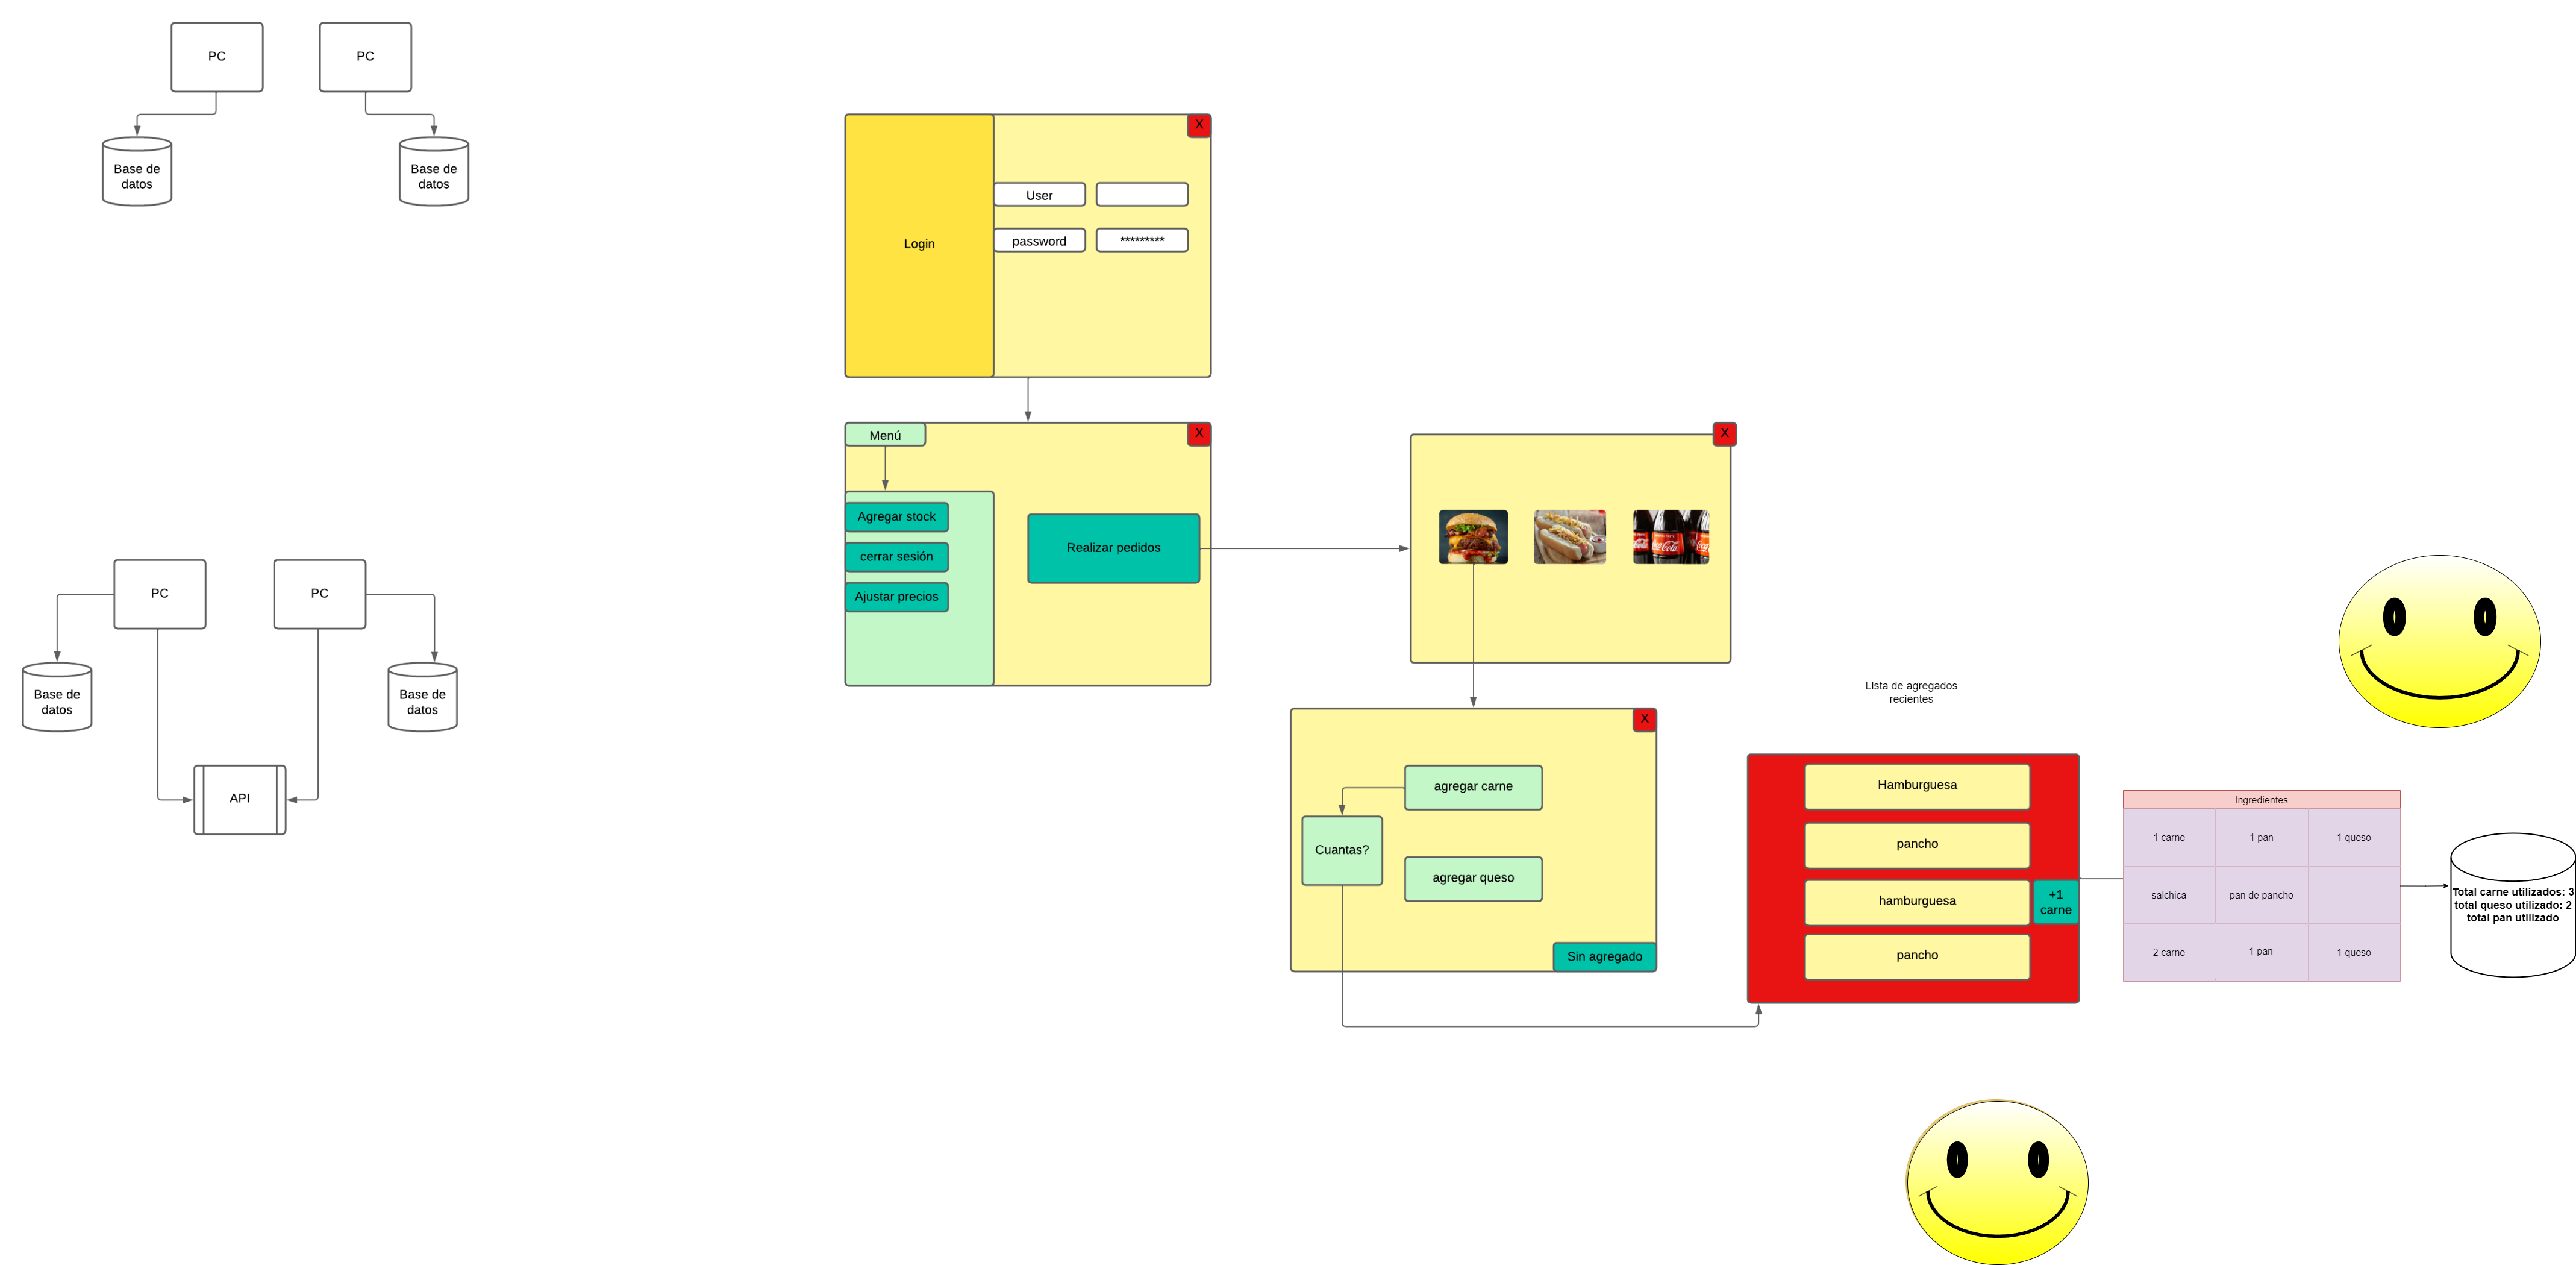 PC
PC
Base de
datos
Base de
datos
X
User
password
*********
Login
Menú
X
Agregar stock
cerrar sesión
Ajustar precios
Realizar pedidos
X
Coca-Cola
PC
PC
Base de
datos
Base de
datos
API
Lista de agregados
recientes
X
agregar carne
Cuantas?
agregar queso
Sin agregado
Hamburguesa
pancho
hamburguesa
+1
carne
pancho
Ingredientes
1 carne
1 pan
1 queso
salchica
pan de pancho
2 carne
1 pan
1 queso
Total carne utilizados: 3
total queso utilizado: 2
total pan utilizado